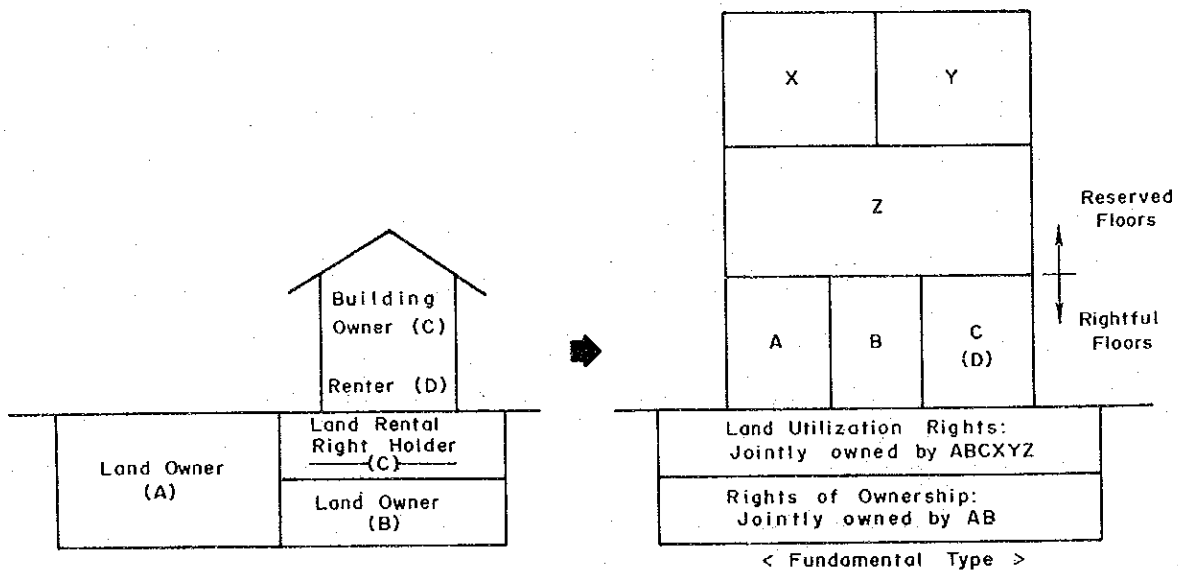 Building
Owner (C)
Renter (D)
Land Owner
(A)
Land Rental
Right Holder
(C)
Land Owner
(B)
X
Y
Z
A
B
C
(D)
Reserved
Floors
Rightful
Floors
Land Utilization Rights:
Jointly owned by ABCXYZ
Rights of Ownership:
Jointly owned by AB
< Fundamental Type >